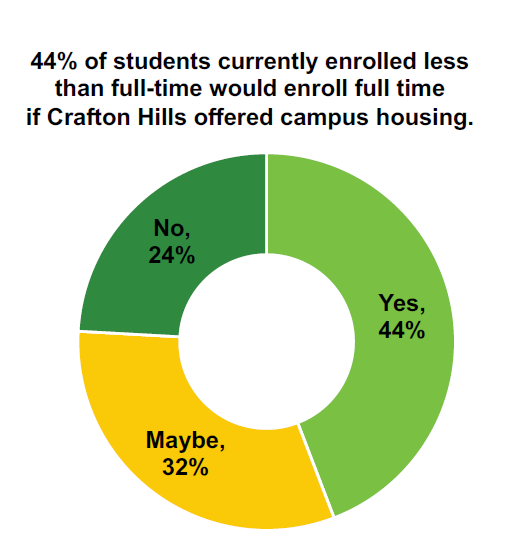 44% of students currently enrolled less
than full-time would enroll full time
if Crafton Hills offered campus housing.
No,
24%
Yes,
44%
Maybe,
32%